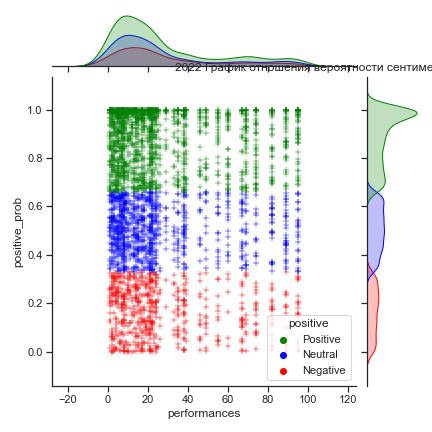 2022 График отнршения вероятности сентиме
1.0
0.8
0.6
0.4
0.2
0.0
positive_prob
−20
0
20
40
60
80
100
120
performances
positive
Positive
Neutral
Negative